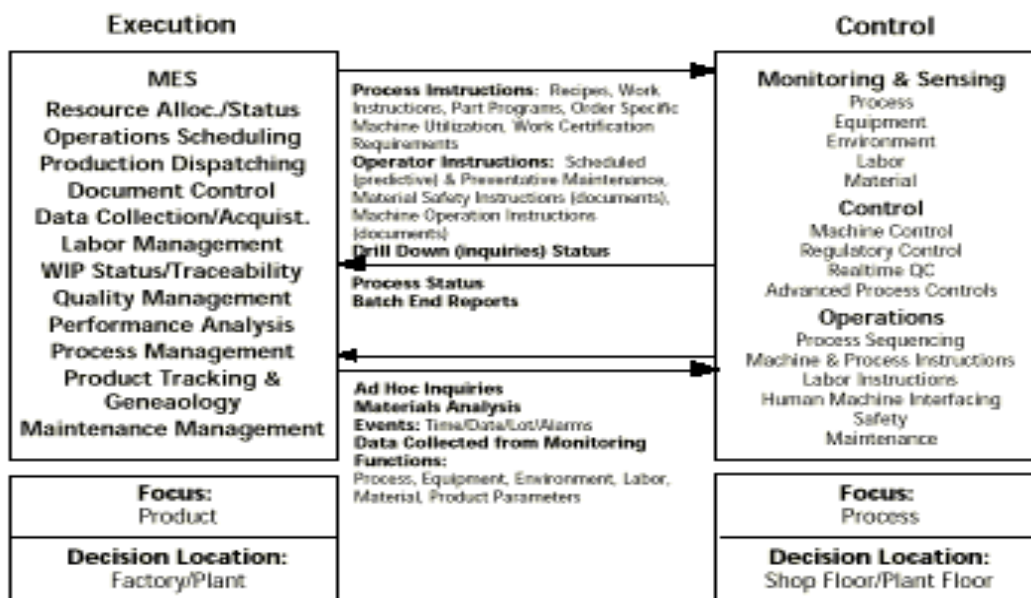 Execution
MES
Resource Alloc./Status
Operations Scheduling
Production Dispatching
Document Control
Data Collection/Acquist.
Labor Management
WIP Status/Traceability
Quality Management
Performance Analysis
Process Management
Product Tracking &
Geneaology
Maintenance Management
Focus:
Product
Decision Location:
Factory/Plant
Process Instructions: Recipes, Work
Instructions, Part Programs, Order Specific
Machine Utilization, Work Certification
Requirements
Operator Instructions: Scheduled
(predictive) & Preventative Maintenance,
Material Safety Instructions (documents),
Machine Operation Instructions
(documents)
Drill Down (inquiries) Status
Process Status
Batch End Reports
Ad Hoc Inquiries
Materials Analysis
Events: Time/Date/Lot/Alarms
Data Collected from Monitoring
Functions:
Process, Equipment, Environment, Labor,
Material, Product Parameters
Control
Monitoring & Sensing
Process
Equipment
Environment
Labor
Material
Control
Machine Control
Regulatory Control
Realtime QC
Advanced Process Controls
Operations
Process Sequencing
Machine & Process Instructions
Labor Instructions
Human Machine Interfacing
Safety
Maintenance
Focus:
Process
Decision Location:
Shop Floor/Plant Floor